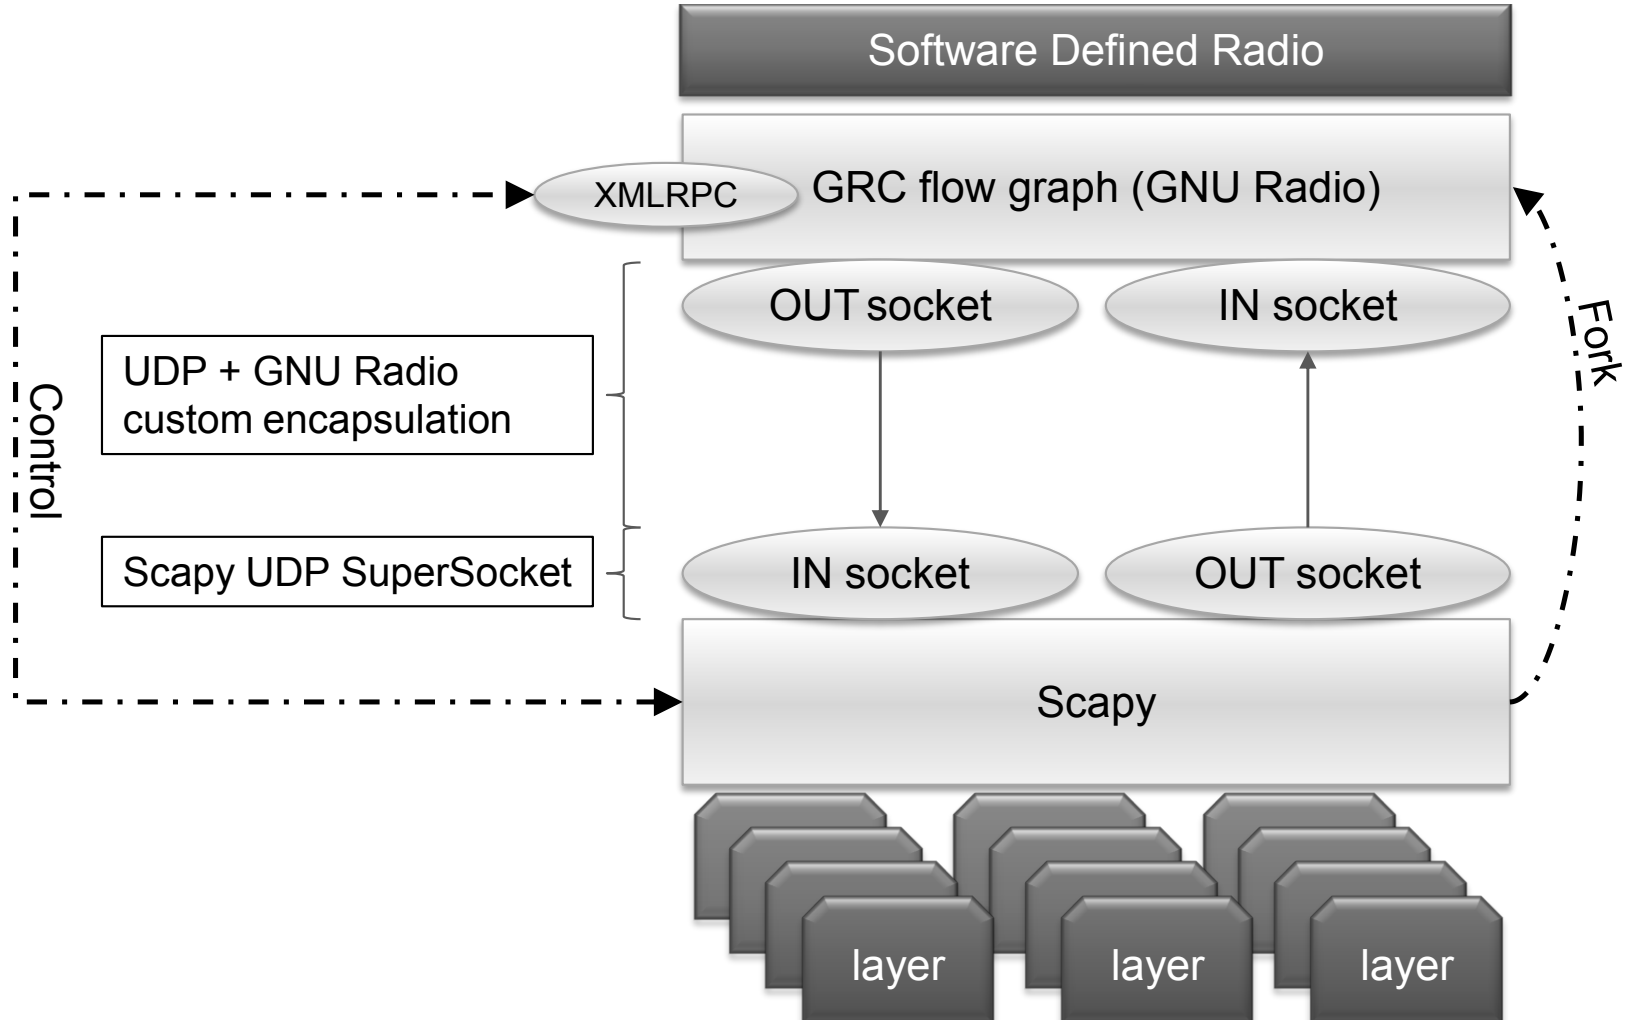 Software Defined Radio
XMLRPC
GRC flow graph (GNU Radio)
OUT socket
IN socket
Fork
UDP + GNU Radio
custom encapsulation
Control
Scapy UDP SuperSocket
IN socket
OUT socket
Scapy
layer
layer
layer